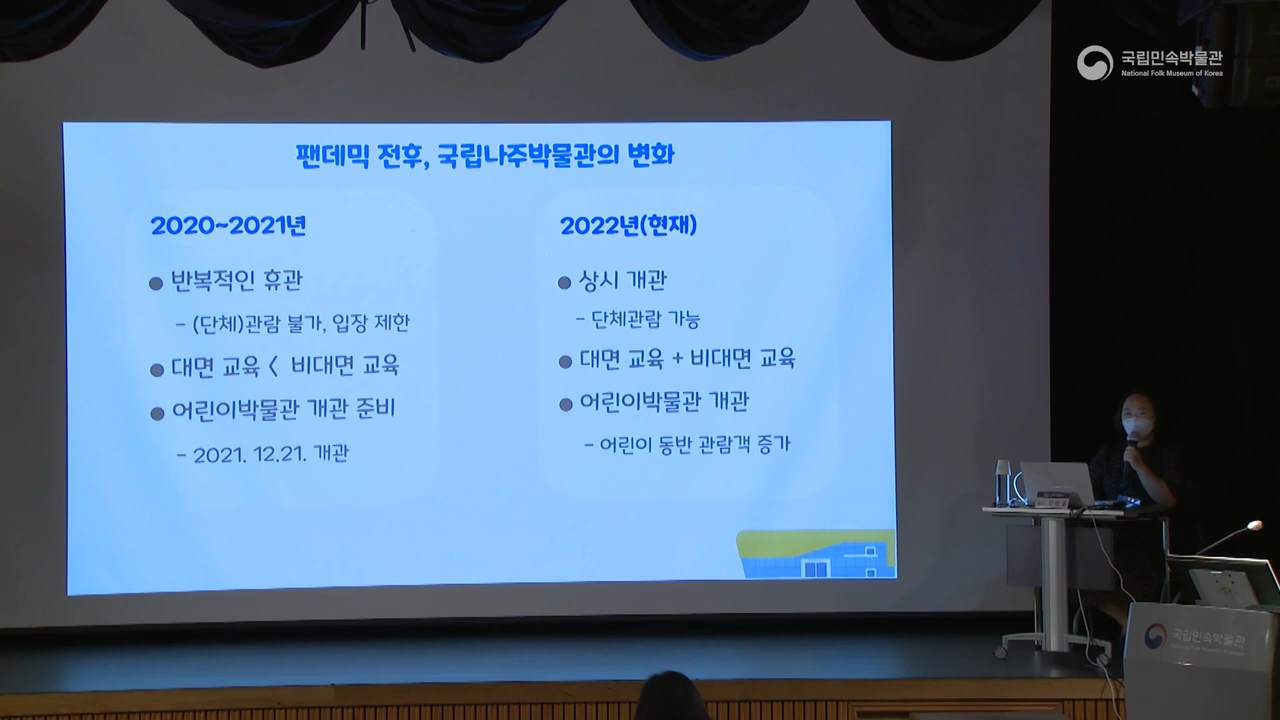 국립민속박물관
National Folk Museum of Korea
팬데믹 전후, 국립나주박물관의 변화
2020~2021년
● 반복적인 휴관
- (단체)관람 불가, 입장 제한
● 대면 교육 < 비대면 교육
● 어린이박물관 개관 준비
- 2021. 12.21. 개관
2022년(현재)
● 상시 개관
- 단체관람 가능
● 대면 교육 + 비대면 교육
● 어린이박물관 개관
- 어린이 동반 관람객 증가
국립민속박물관
National Folk Museum of Korea